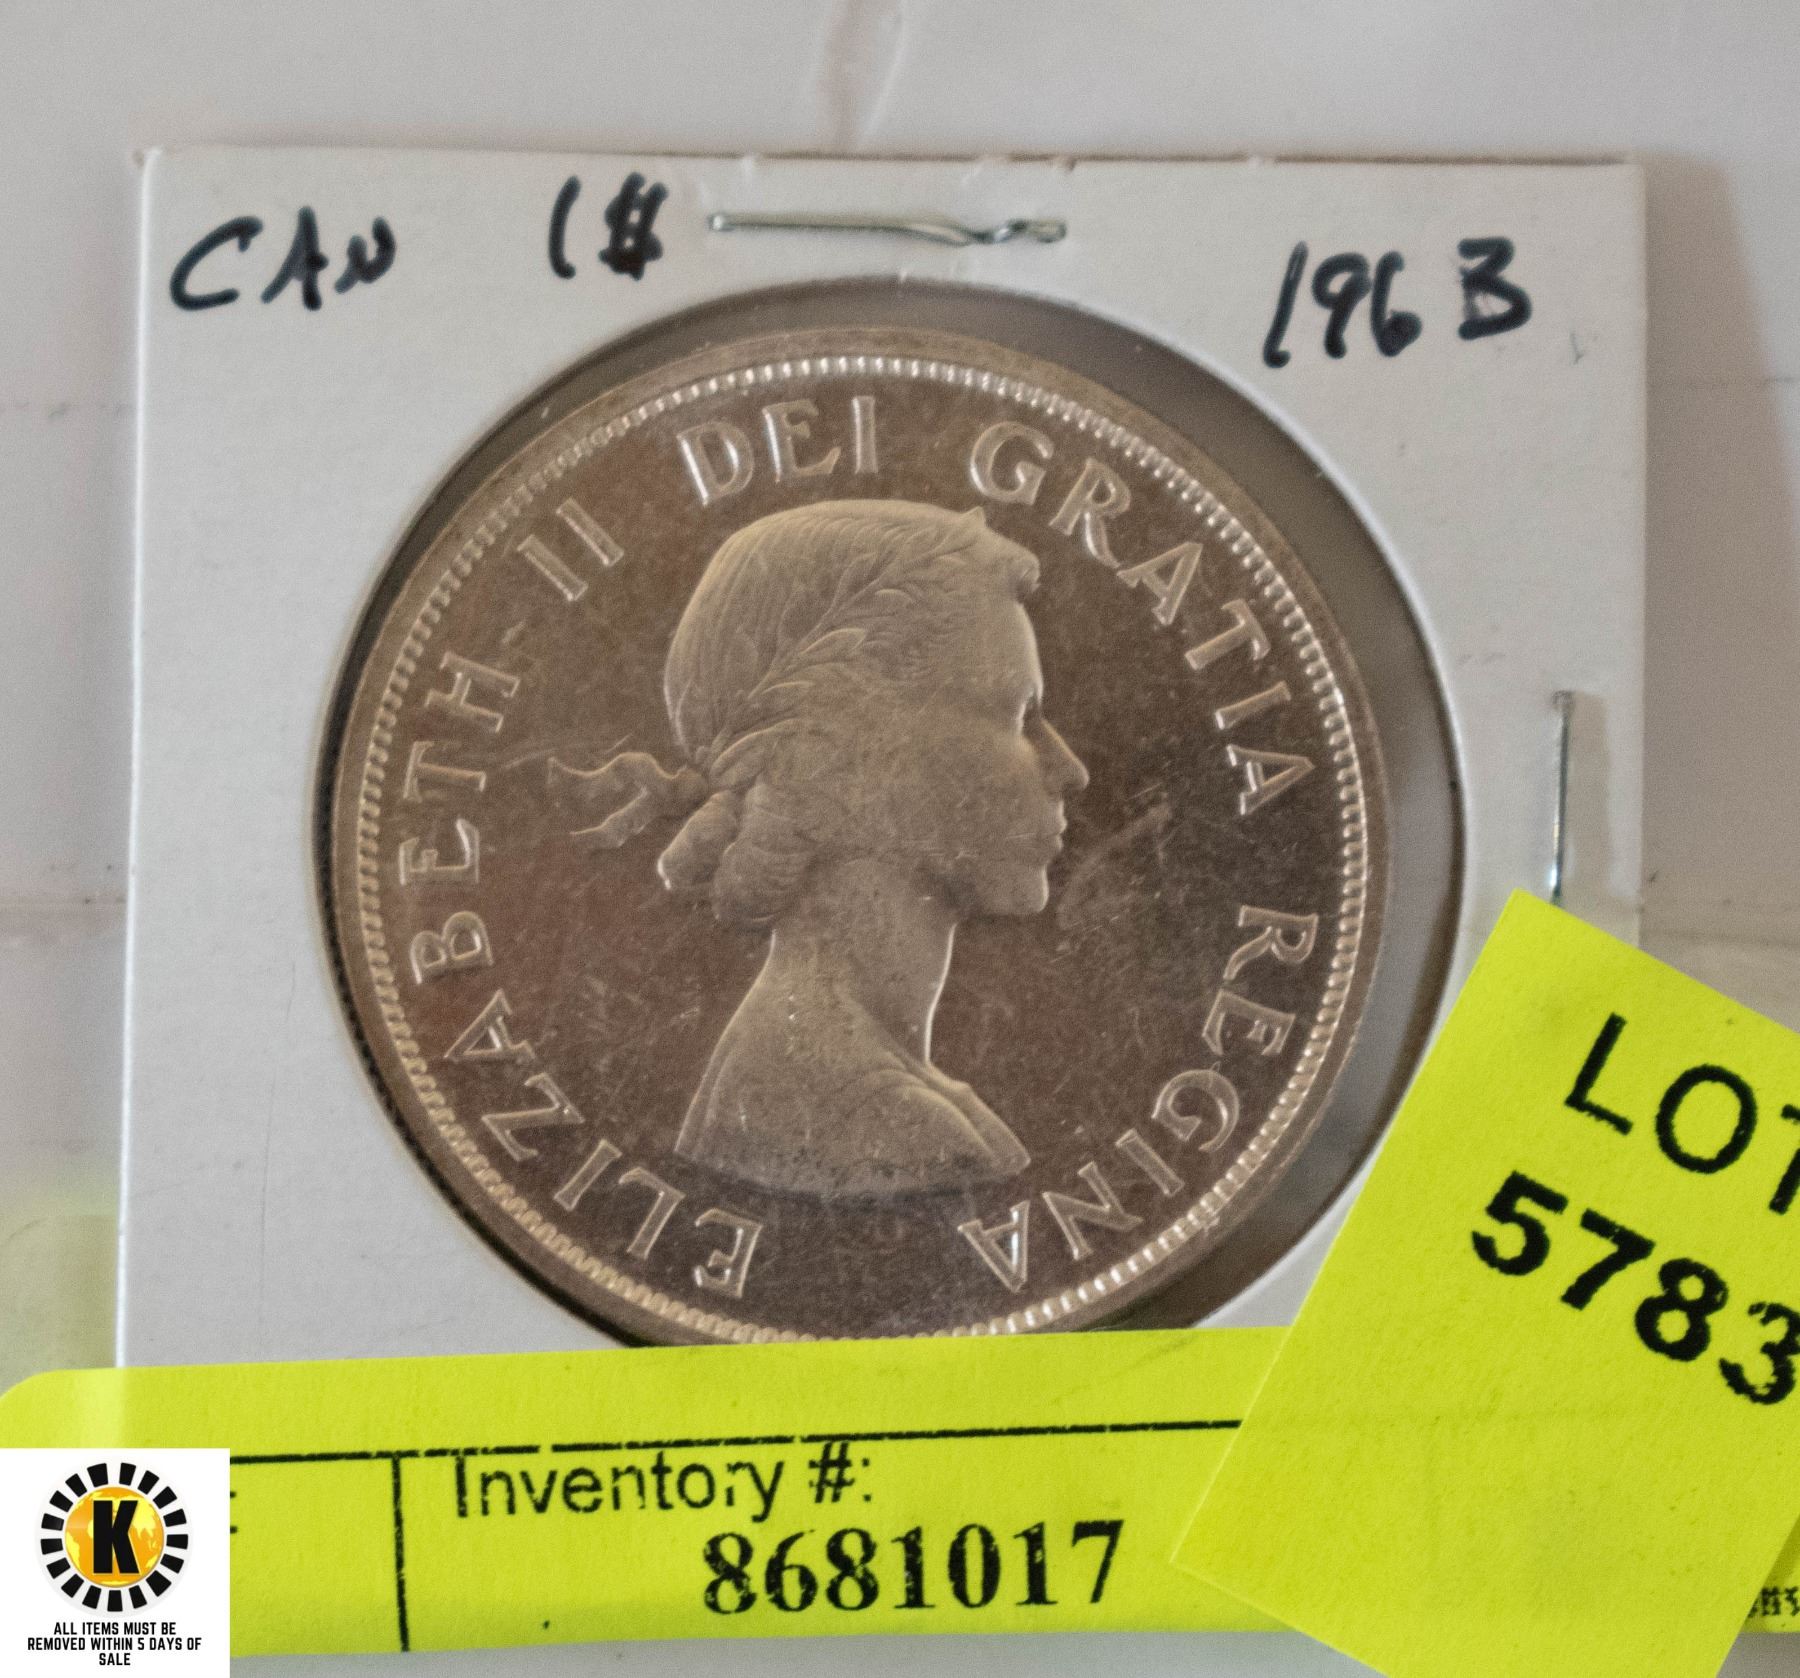 CAN 1$ 1963
ELIZABETH II DEI GRATIA REGINA
LOT
5783
Inventory #:
8681017
K
ALL ITEMS MUST BE
REMOVED WITHIN 5 DAYS OF
SALE